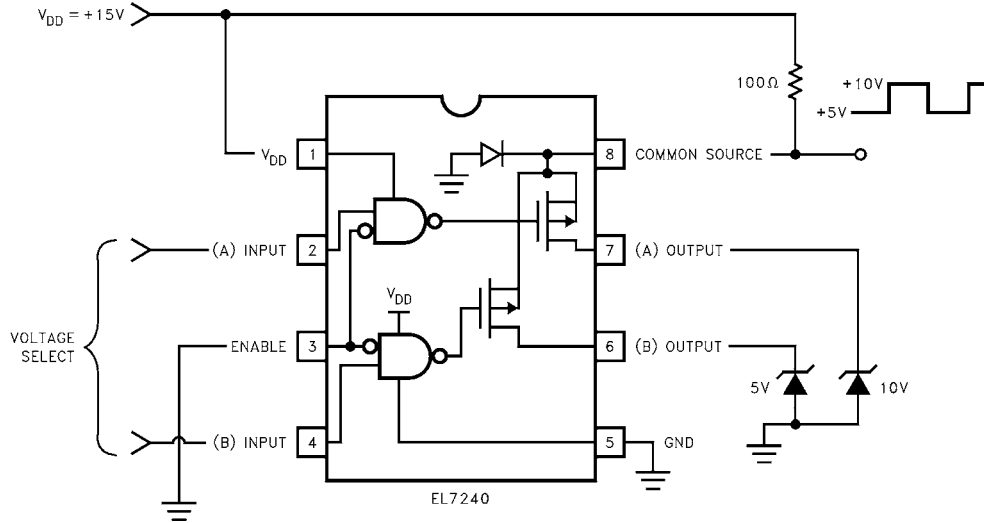 V_DD = +15V
100Ω
+10V
+5V
V_DD
1
8
COMMON SOURCE
(A) INPUT
2
7
(A) OUTPUT
V_DD
VOLTAGE
SELECT
ENABLE
3
6
(B) OUTPUT
5V
10V
(B) INPUT
4
5
GND
EL7240